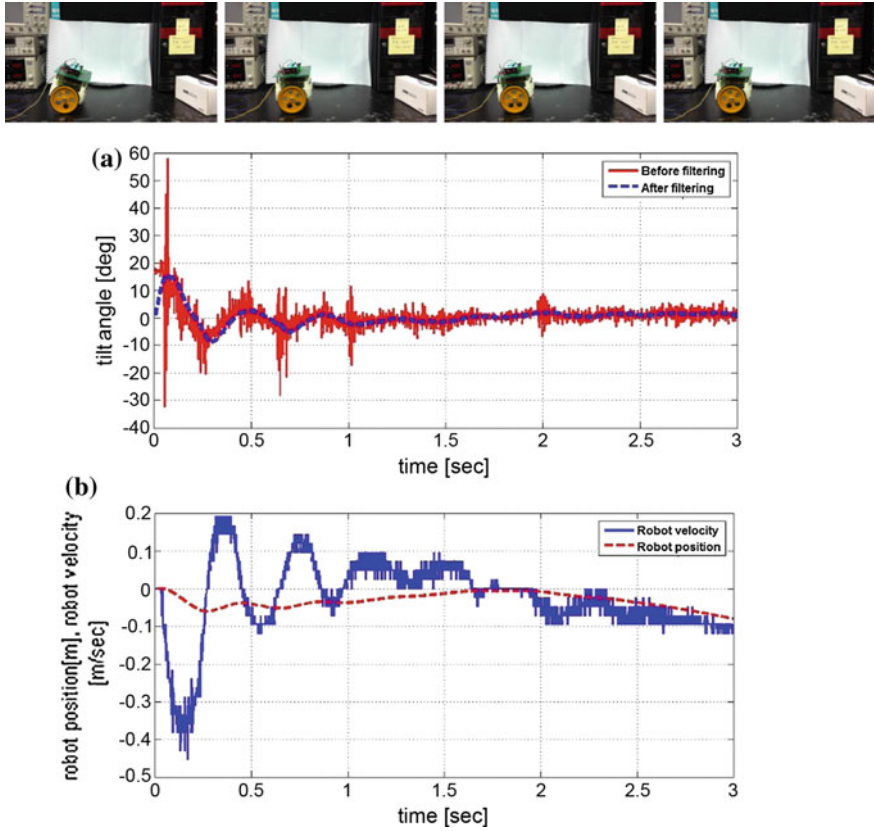 (a)
60
50
40
30
20
10
0
-10
-20
-30
-40
tilt angle [deg]
Before filtering
After filtering
0 0.5 1 1.5 2 2.5 3
time [sec]
(b)
0.2
0.1
0
-0.1
-0.2
-0.3
-0.4
-0.5
robot position[m], robot velocity
[m/sec]
Robot velocity
Robot position
0 0.5 1 1.5 2 2.5 3
time [sec]